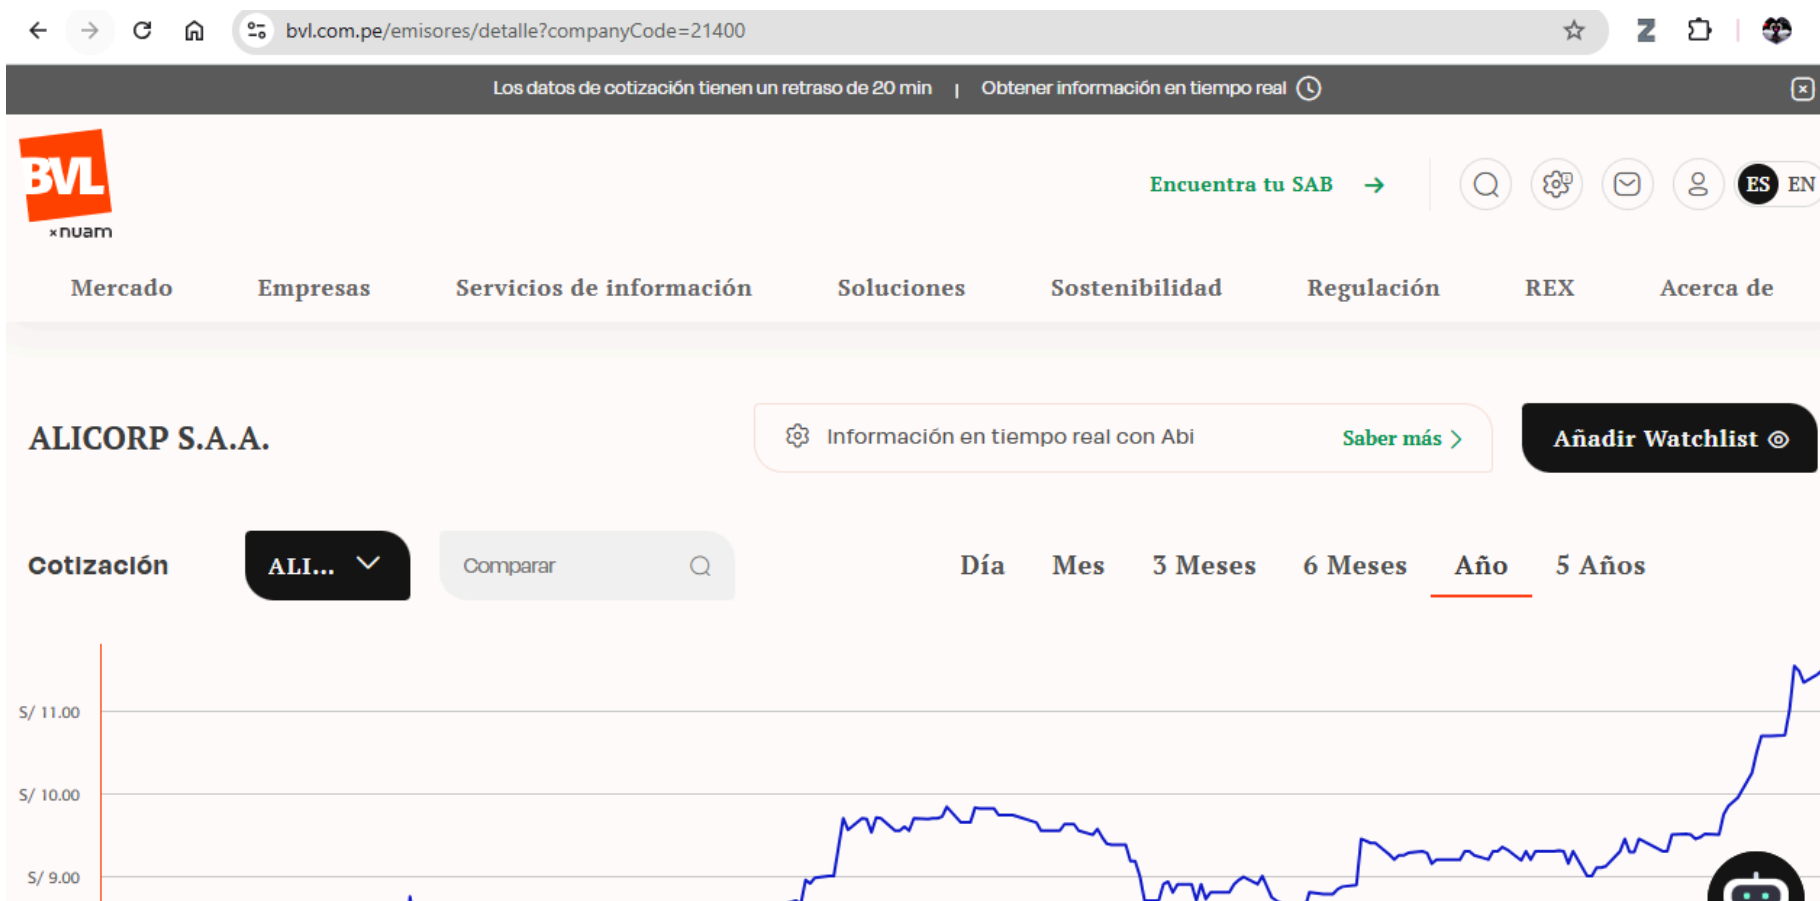 bvl.com.pe/emisores/detalle?companyCode=21400
Los datos de cotización tienen un retraso de 20 min | Obtener información en tiempo real
BVL
×nuam
Encuentra tu SAB →
ES EN
Mercado Empresas Servicios de información Soluciones Sostenibilidad Regulación REX Acerca de
ALICORP S.A.A.
Información en tiempo real con Abi Saber más >
Añadir Watchlist
Cotización ALI... Comparar Día Mes 3 Meses 6 Meses Año 5 Años
S/ 11.00
S/ 10.00
S/ 9.00